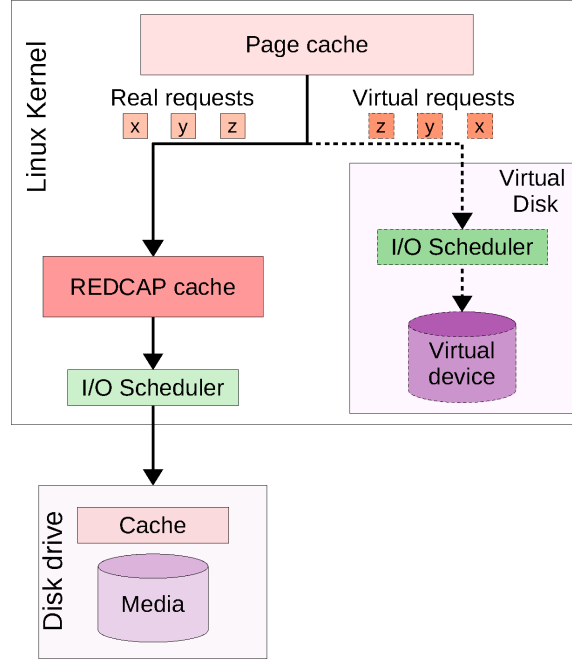 Page cache
Linux Kernel
Real requests
x y z
Virtual requests
z y x
Virtual
Disk
I/O Scheduler
Virtual
device
REDCAP cache
I/O Scheduler
Disk drive
Cache
Media